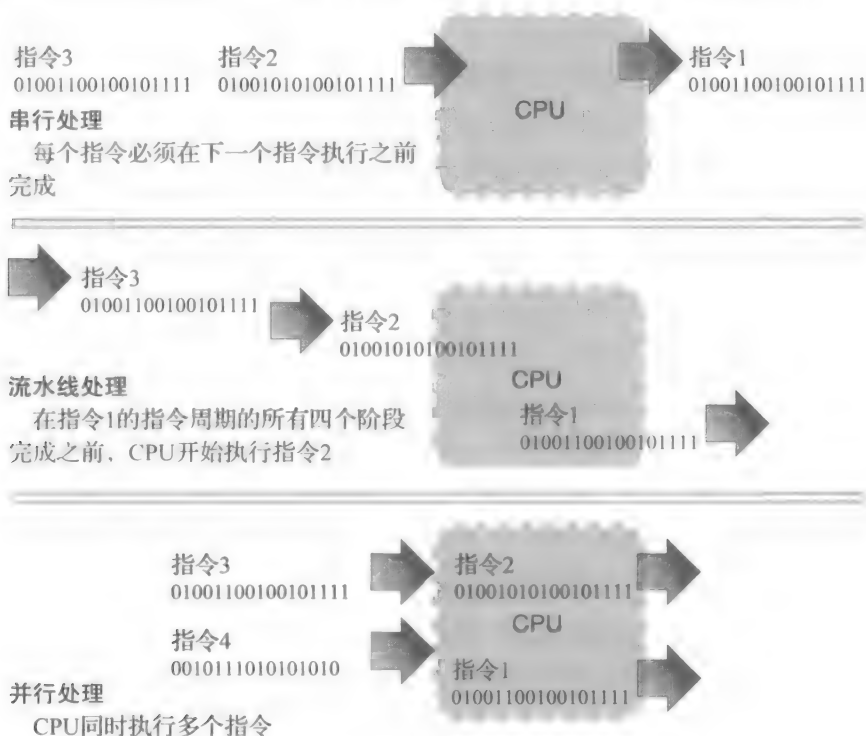 指令3 指令2 指令1
01001100100101111 01001010100101111 01001100100101111
CPU
串行处理
每个指令必须在下一个指令执行之前
完成
指令3
01001100100101111
指令2
01001010100101111
CPU
流水线处理
在指令1的指令周期的所有四个阶段
完成之前，CPU开始执行指令2
指令1
01001100100101111
指令3 指令2
01001100100101111 01001010100101111
CPU
指令4
0010111010101010
指令1
01001100100101111
并行处理
CPU同时执行多个指令